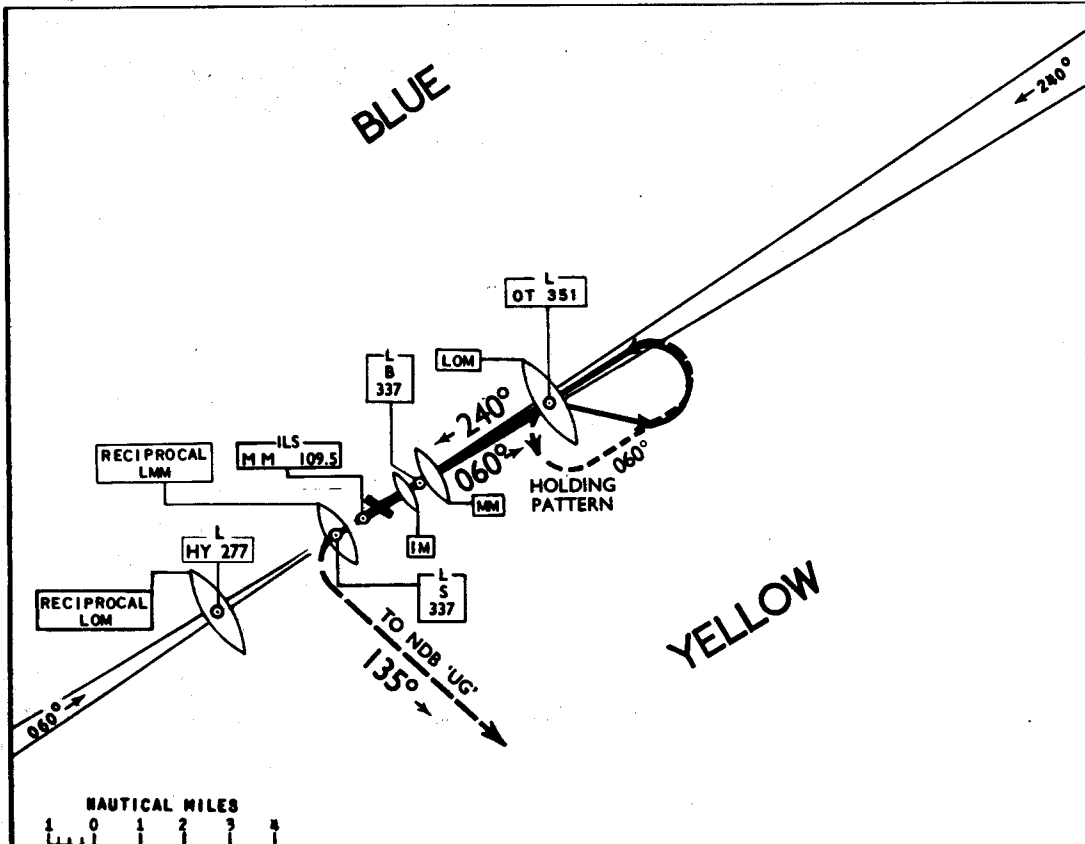 BLUE
← 240°
L
OT 351
L
B
337
LOM
← 240°
060° →
ILS
MM 109.5
RECIPROCAL
LMM
060°
HOLDING
PATTERN
MM
IM
L
HY 277
L
S
337
RECIPROCAL
LOM
TO NDB 'UG'
135° →
YELLOW
060° →
NAUTICAL MILES
1 0 1 2 3 4